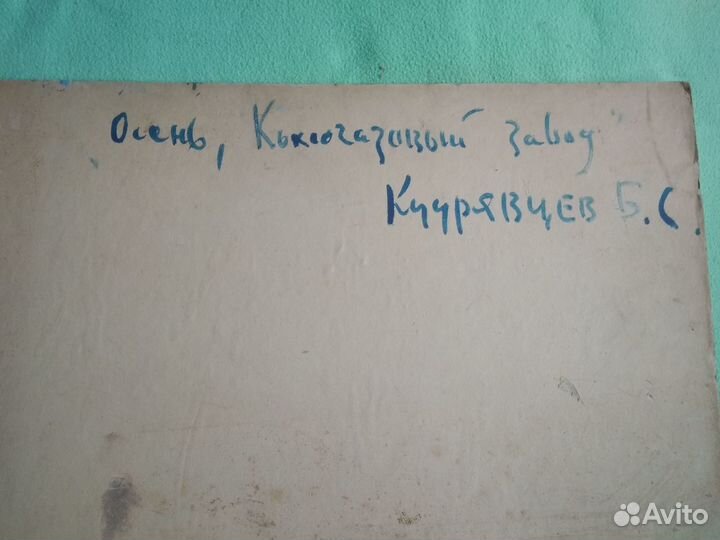 „Осень, Коксогазовый завод"
Кудрявцев Б.С.
Avito